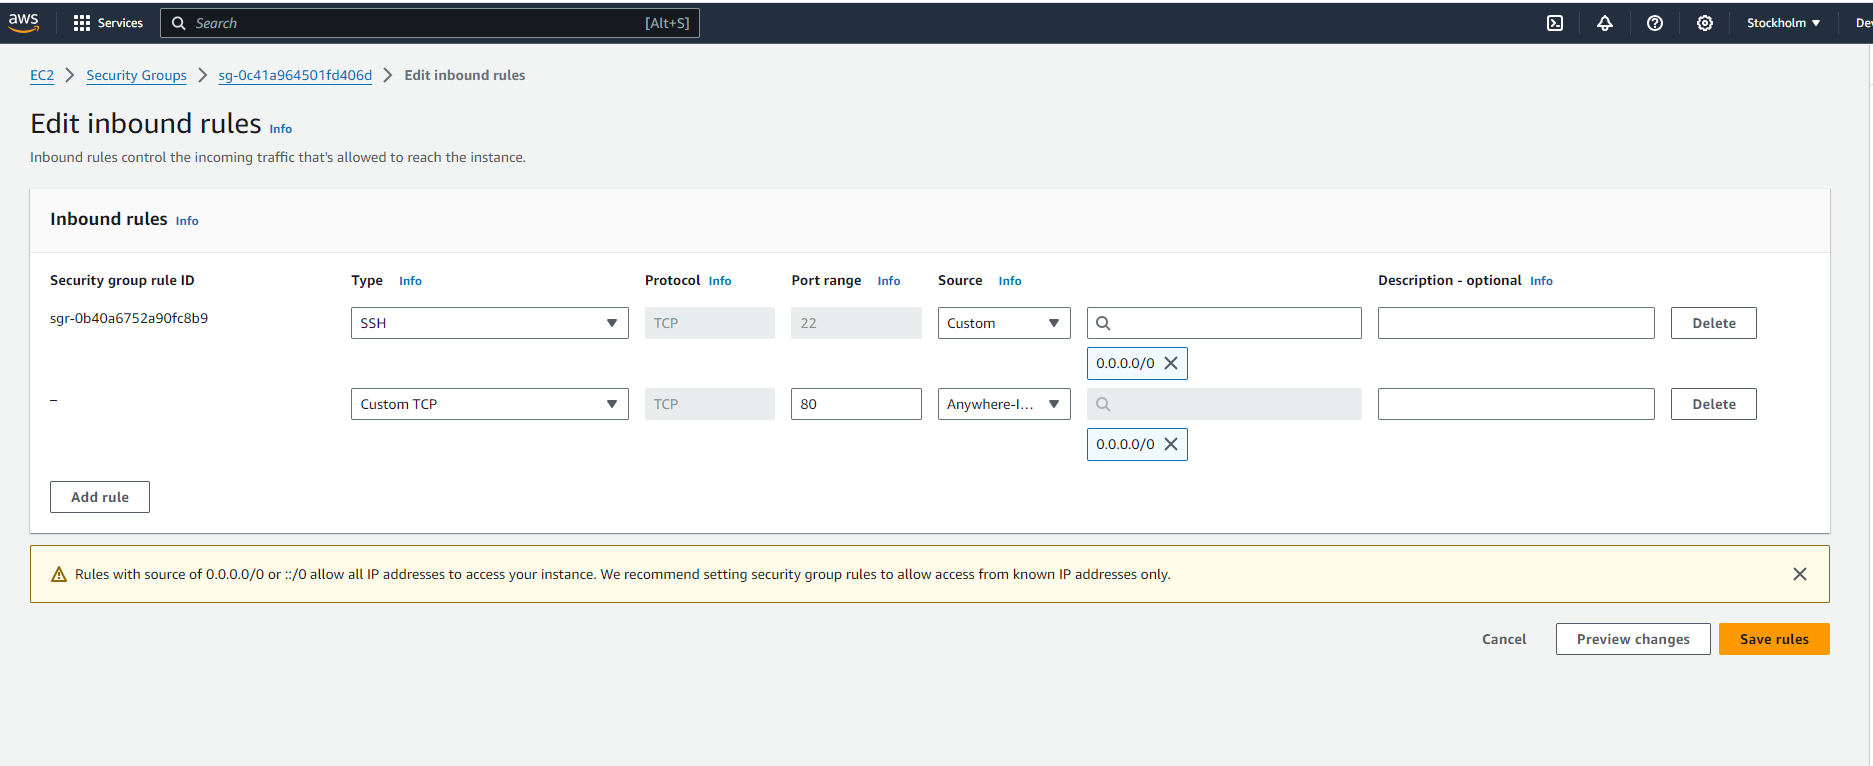 aws Services Search [Alt+S] Stockholm
EC2 Security Groups sg-0c41a964501fd406d Edit inbound rules
Edit inbound rules Info
Inbound rules control the incoming traffic that's allowed to reach the instance.
Inbound rules Info
Security group rule ID Type Info Protocol Info Port range Info Source Info Description - optional Info
sgr-0b40a6752a90fc8b9 SSH TCP 22 Custom Delete
0.0.0.0/0
– Custom TCP TCP 80 Anywhere-I... Delete
0.0.0.0/0
Add rule
Rules with source of 0.0.0.0/0 or ::/0 allow all IP addresses to access your instance. We recommend setting security group rules to allow access from known IP addresses only.
Cancel Preview changes Save rules